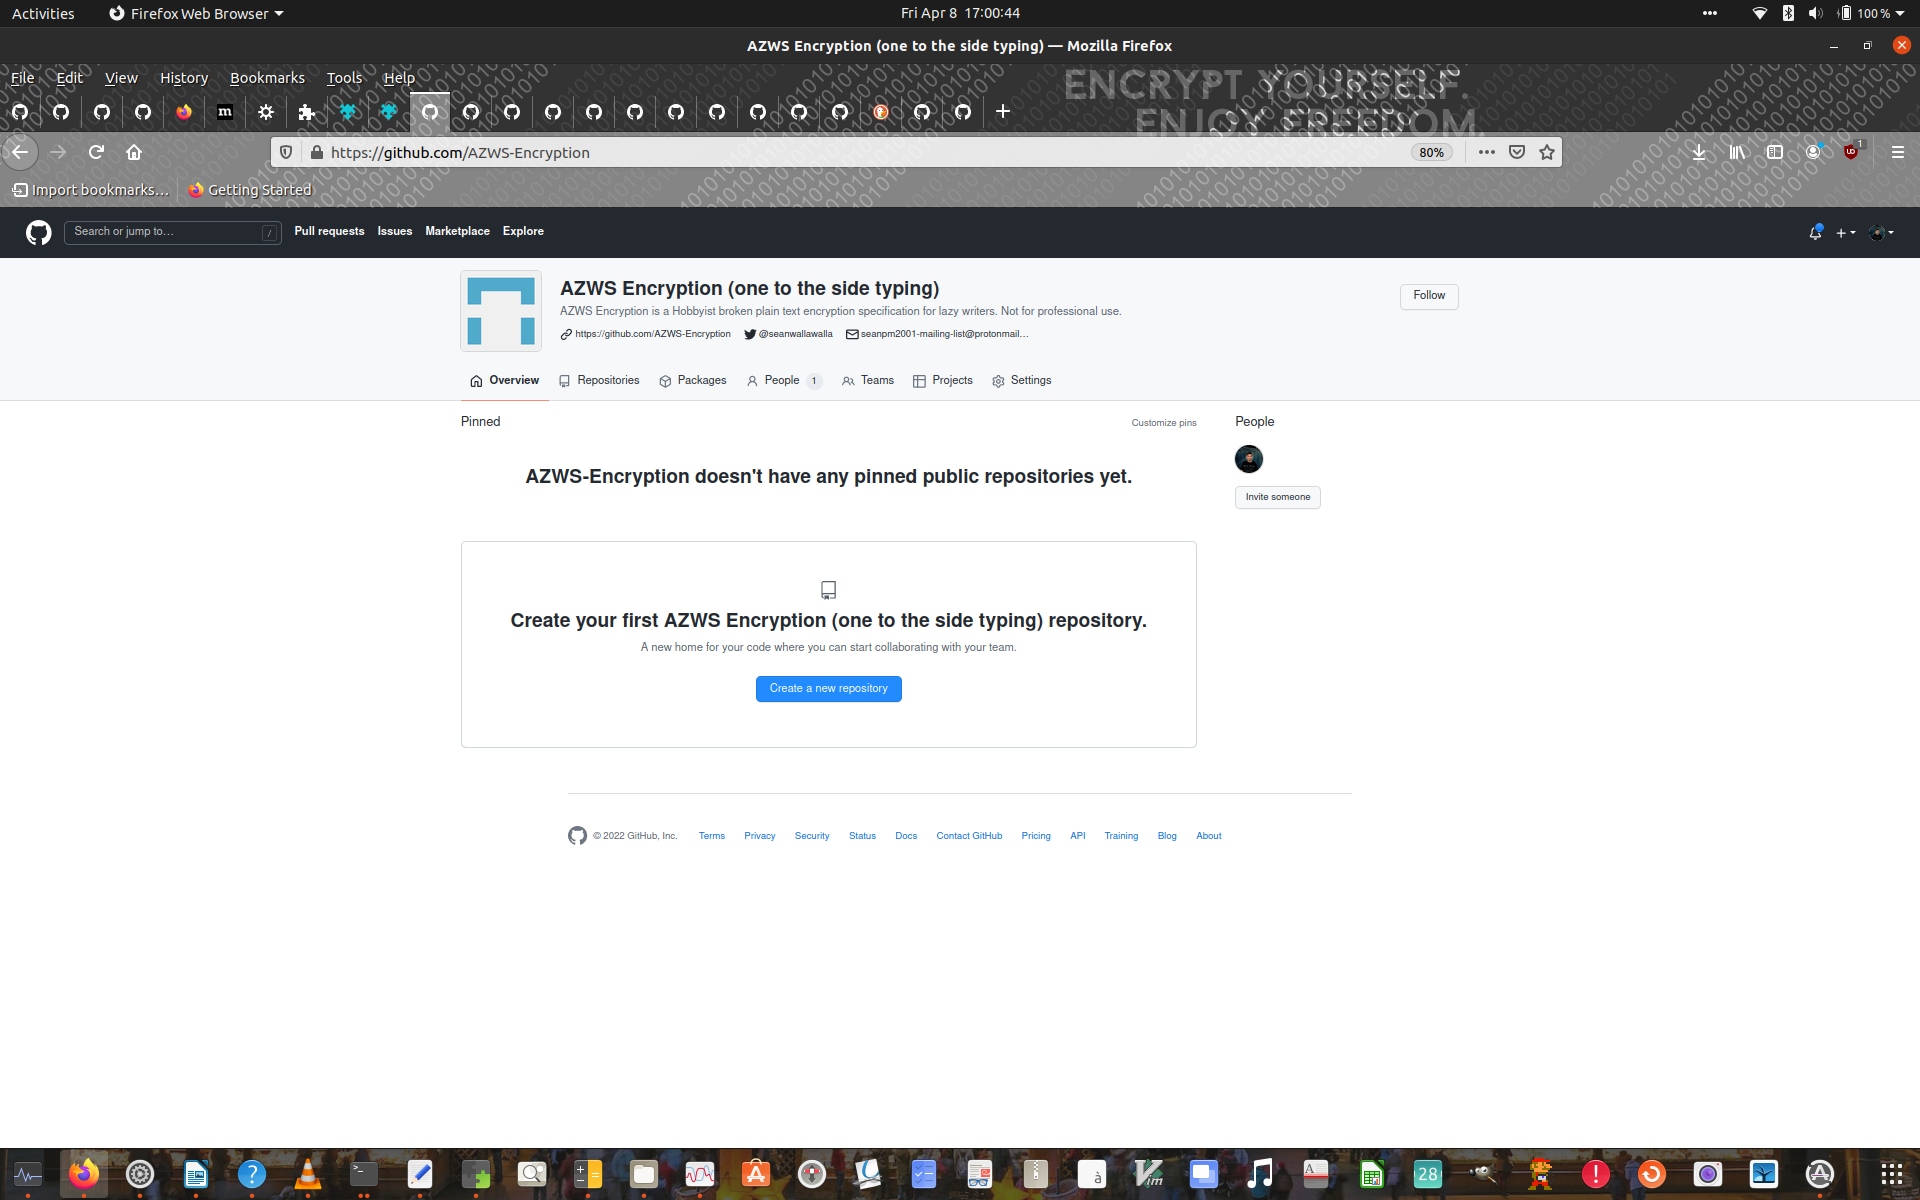 Activities Firefox Web Browser Fri Apr 8 17:00:44 100 %
AZWS Encryption (one to the side typing) — Mozilla Firefox
File Edit View History Bookmarks Tools Help
ENCRYPT YOURSELF.
ENJOY FREEDOM.
https://github.com/AZWS-Encryption 80% 1
Import bookmarks… Getting Started
Search or jump to… / Pull requests Issues Marketplace Explore
AZWS Encryption (one to the side typing)
Follow
AZWS Encryption is a Hobbyist broken plain text encryption specification for lazy writers. Not for professional use.
https://github.com/AZWS-Encryption @seanwallawalla seanpm2001-mailing-list@protonmail…
Overview Repositories Packages People 1 Teams Projects Settings
Pinned Customize pins People
AZWS-Encryption doesn't have any pinned public repositories yet.
Invite someone
Create your first AZWS Encryption (one to the side typing) repository.
A new home for your code where you can start collaborating with your team.
Create a new repository
© 2022 GitHub, Inc. Terms Privacy Security Status Docs Contact GitHub Pricing API Training Blog About
28